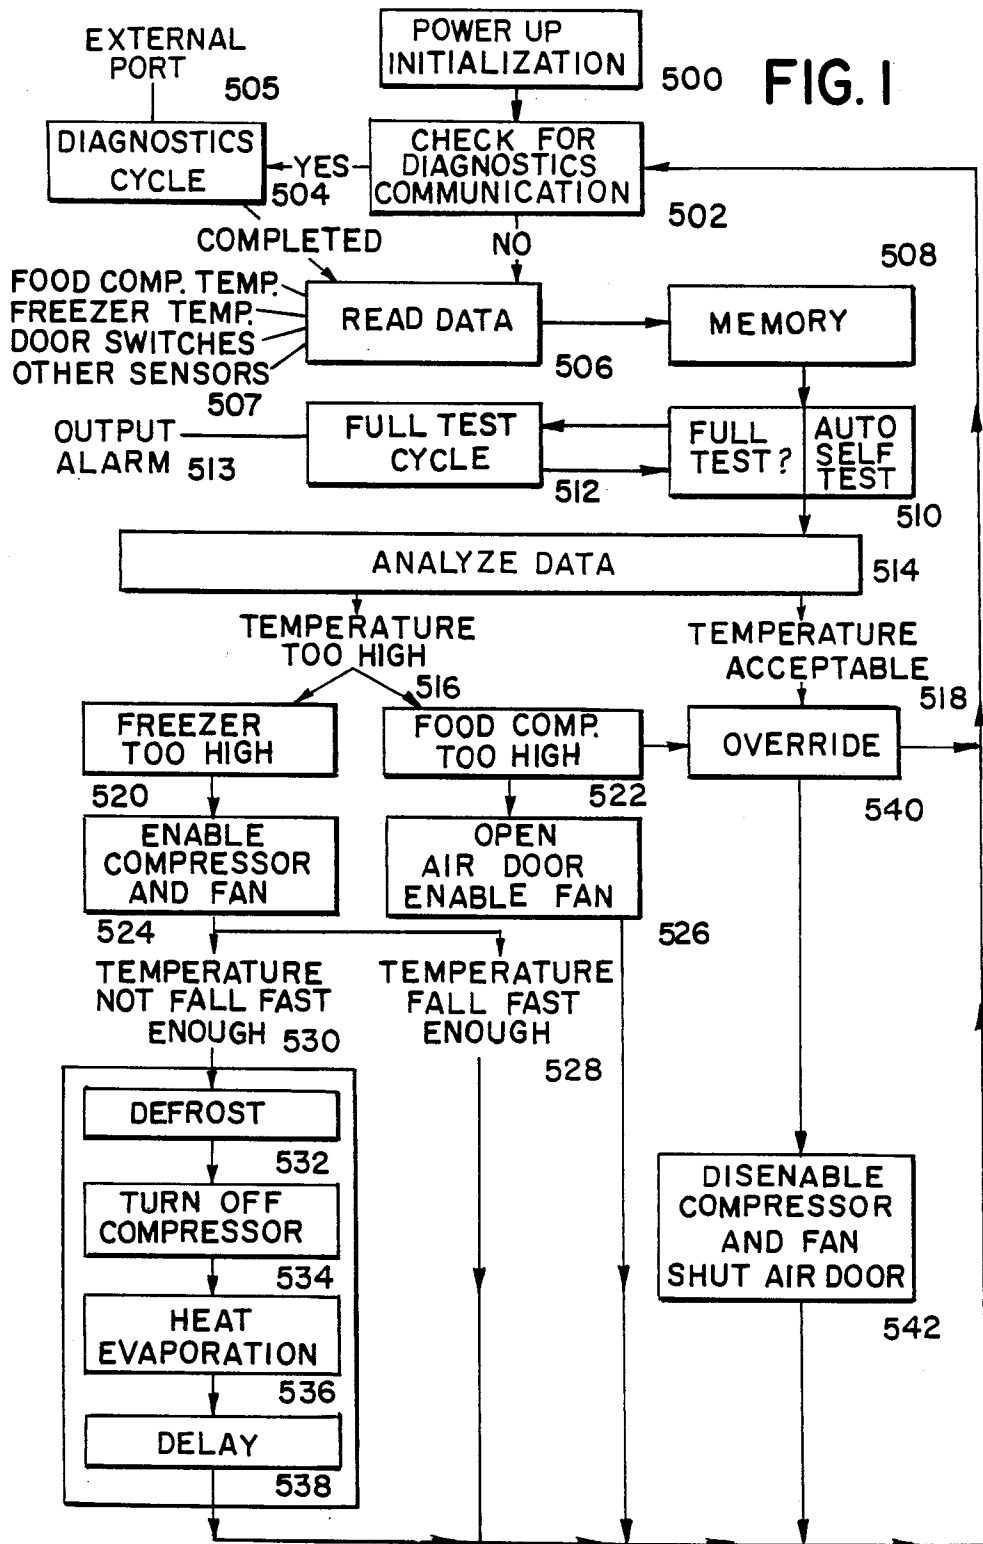 POWER UP
INITIALIZATION
500
FIG. 1
EXTERNAL
PORT
505
DIAGNOSTICS
CYCLE
504
YES
CHECK FOR
DIAGNOSTICS
COMMUNICATION
502
COMPLETED
NO
508
FOOD COMP. TEMP.
FREEZER TEMP.
DOOR SWITCHES
OTHER SENSORS
507
READ DATA
506
MEMORY
OUTPUT
ALARM
513
FULL TEST
CYCLE
512
FULL
TEST?
AUTO
SELF
TEST
510
ANALYZE DATA
514
TEMPERATURE
TOO HIGH
516
TEMPERATURE
ACCEPTABLE
518
FREEZER
TOO HIGH
520
FOOD COMP.
TOO HIGH
522
OVERRIDE
540
ENABLE
COMPRESSOR
AND FAN
524
OPEN
AIR DOOR
ENABLE FAN
526
TEMPERATURE
NOT FALL FAST
ENOUGH
530
TEMPERATURE
FALL FAST
ENOUGH
528
DEFROST
532
TURN OFF
COMPRESSOR
534
HEAT
EVAPORATION
536
DELAY
538
DISENABLE
COMPRESSOR
AND FAN
SHUT AIR DOOR
542